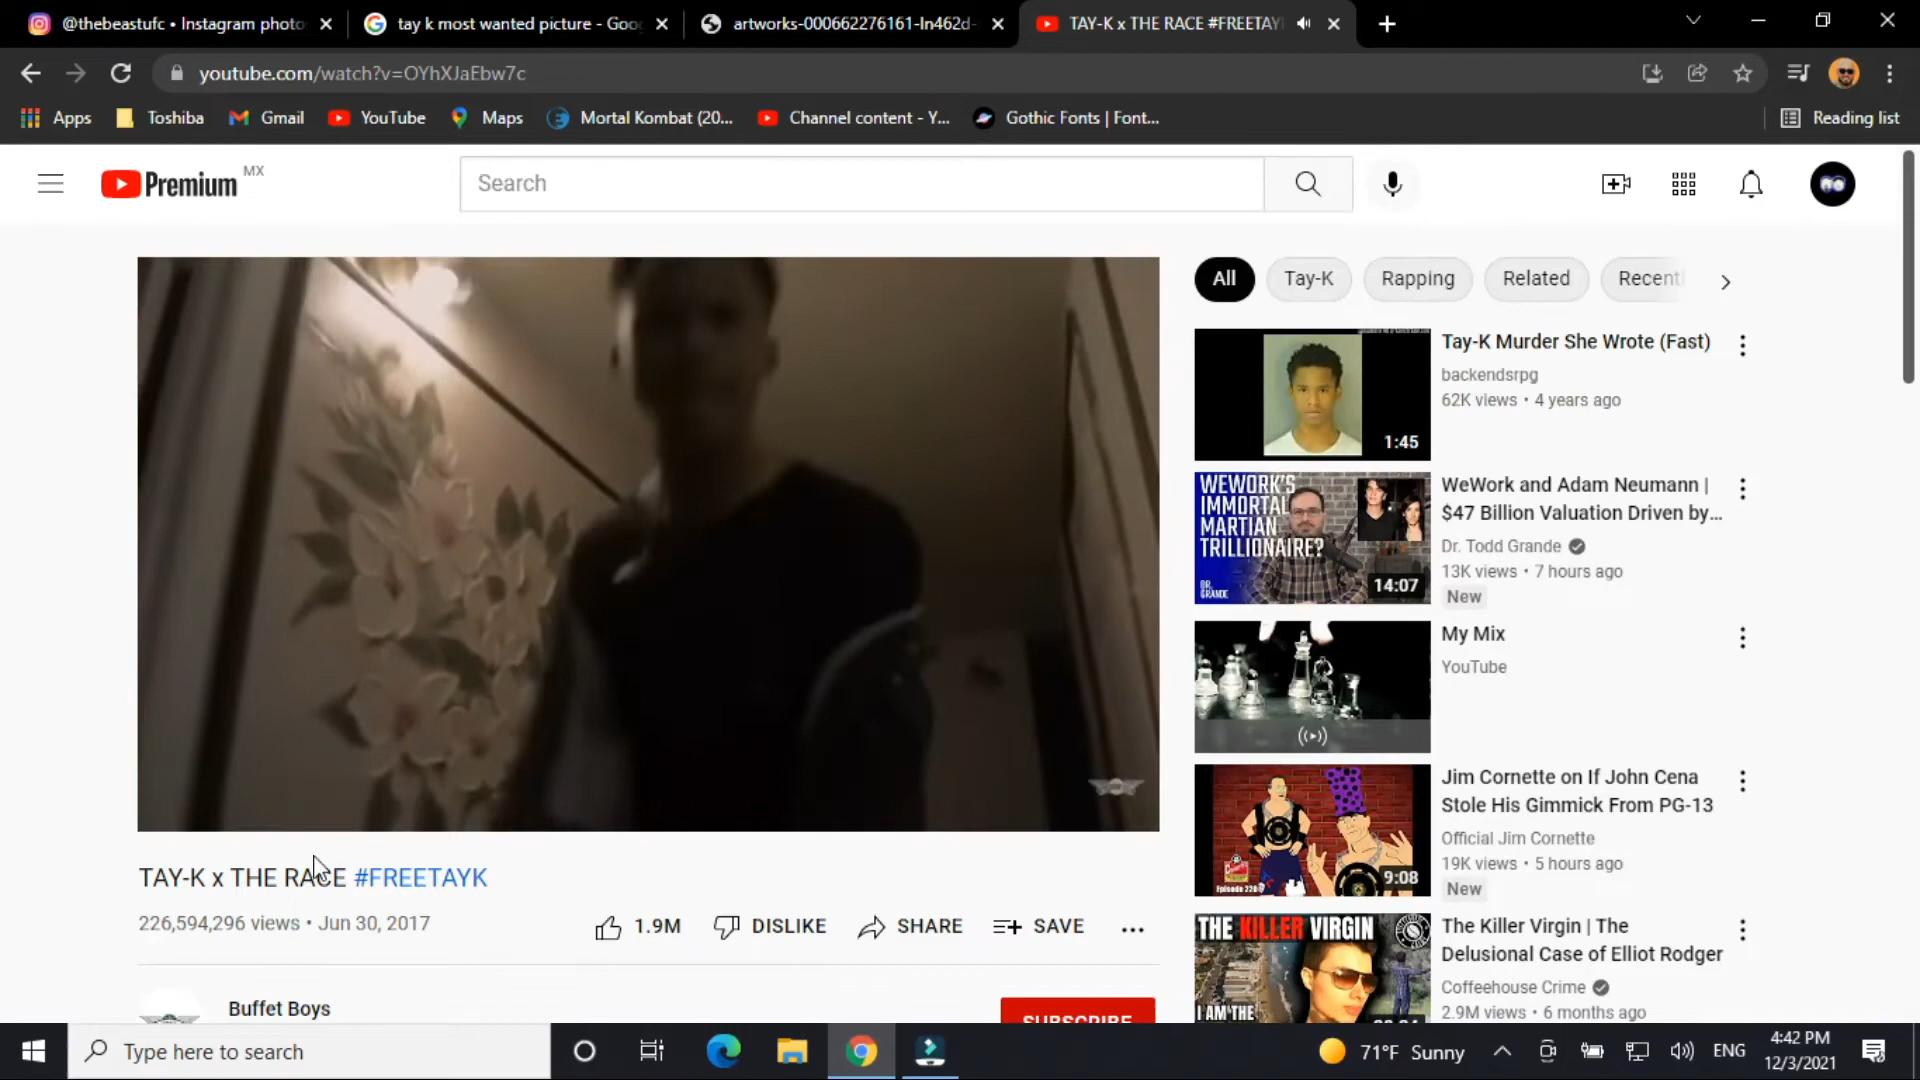 @thebeastufc • Instagram photo
tay k most wanted picture - Goo
artworks-000662276161-In462d-
TAY-K x THE RACE #FREETAY
youtube.com/watch?v=OYhXJaEbw7c
Apps
Toshiba
Gmail
YouTube
Maps
Mortal Kombat (20...
Channel content - Y...
Gothic Fonts | Font...
Reading list
Premium MX
Search
All
Tay-K
Rapping
Related
Recent
Tay-K Murder She Wrote (Fast)
backendsrpg
62K views • 4 years ago
1:45
WEWORK'S
IMMORTAL
MARTIAN
TRILLIONAIRE?
DR.
GRANDE
14:07
WeWork and Adam Neumann |
$47 Billion Valuation Driven by...
Dr. Todd Grande
13K views • 7 hours ago
New
My Mix
YouTube
Episode 220
9:08
Jim Cornette on If John Cena
Stole His Gimmick From PG-13
Official Jim Cornette
19K views • 5 hours ago
New
THE KILLER VIRGIN
I AM THE
The Killer Virgin | The
Delusional Case of Elliot Rodger
Coffeehouse Crime
2.9M views • 6 months ago
TAY-K x THE RACE #FREETAYK
226,594,296 views • Jun 30, 2017
1.9M
DISLIKE
SHARE
SAVE
Buffet Boys
SUBSCRIBE
Type here to search
71°F Sunny
ENG
4:42 PM
12/3/2021